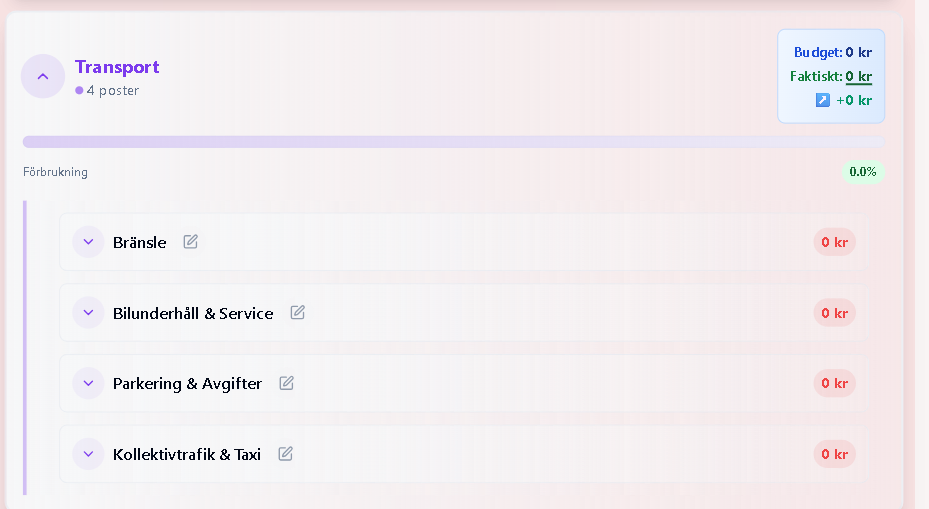 Transport
4 poster
Budget: 0 kr
Faktiskt: 0 kr
+0 kr
Förbrukning
0.0%
Bränsle
0 kr
Bilunderhåll & Service
0 kr
Parkering & Avgifter
0 kr
Kollektivtrafik & Taxi
0 kr